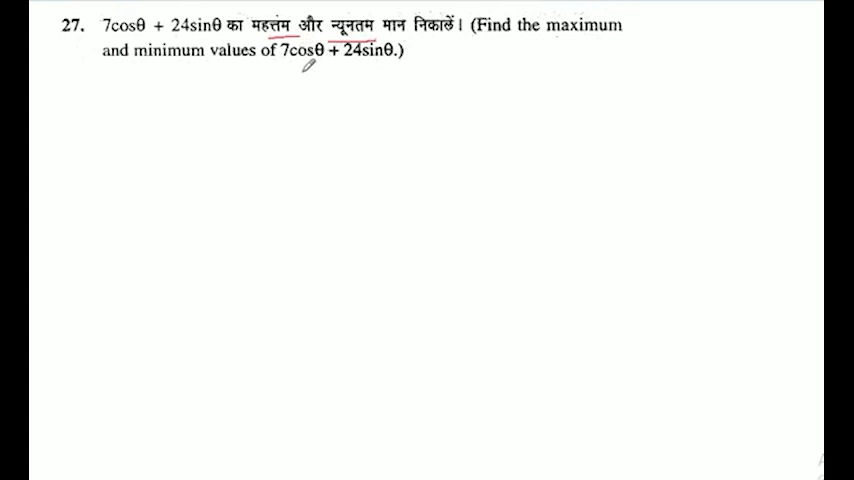 27. 7cosθ + 24sinθ का महत्तम और न्यूनतम मान निकालें। (Find the maximum
and minimum values of 7cosθ + 24sinθ.)